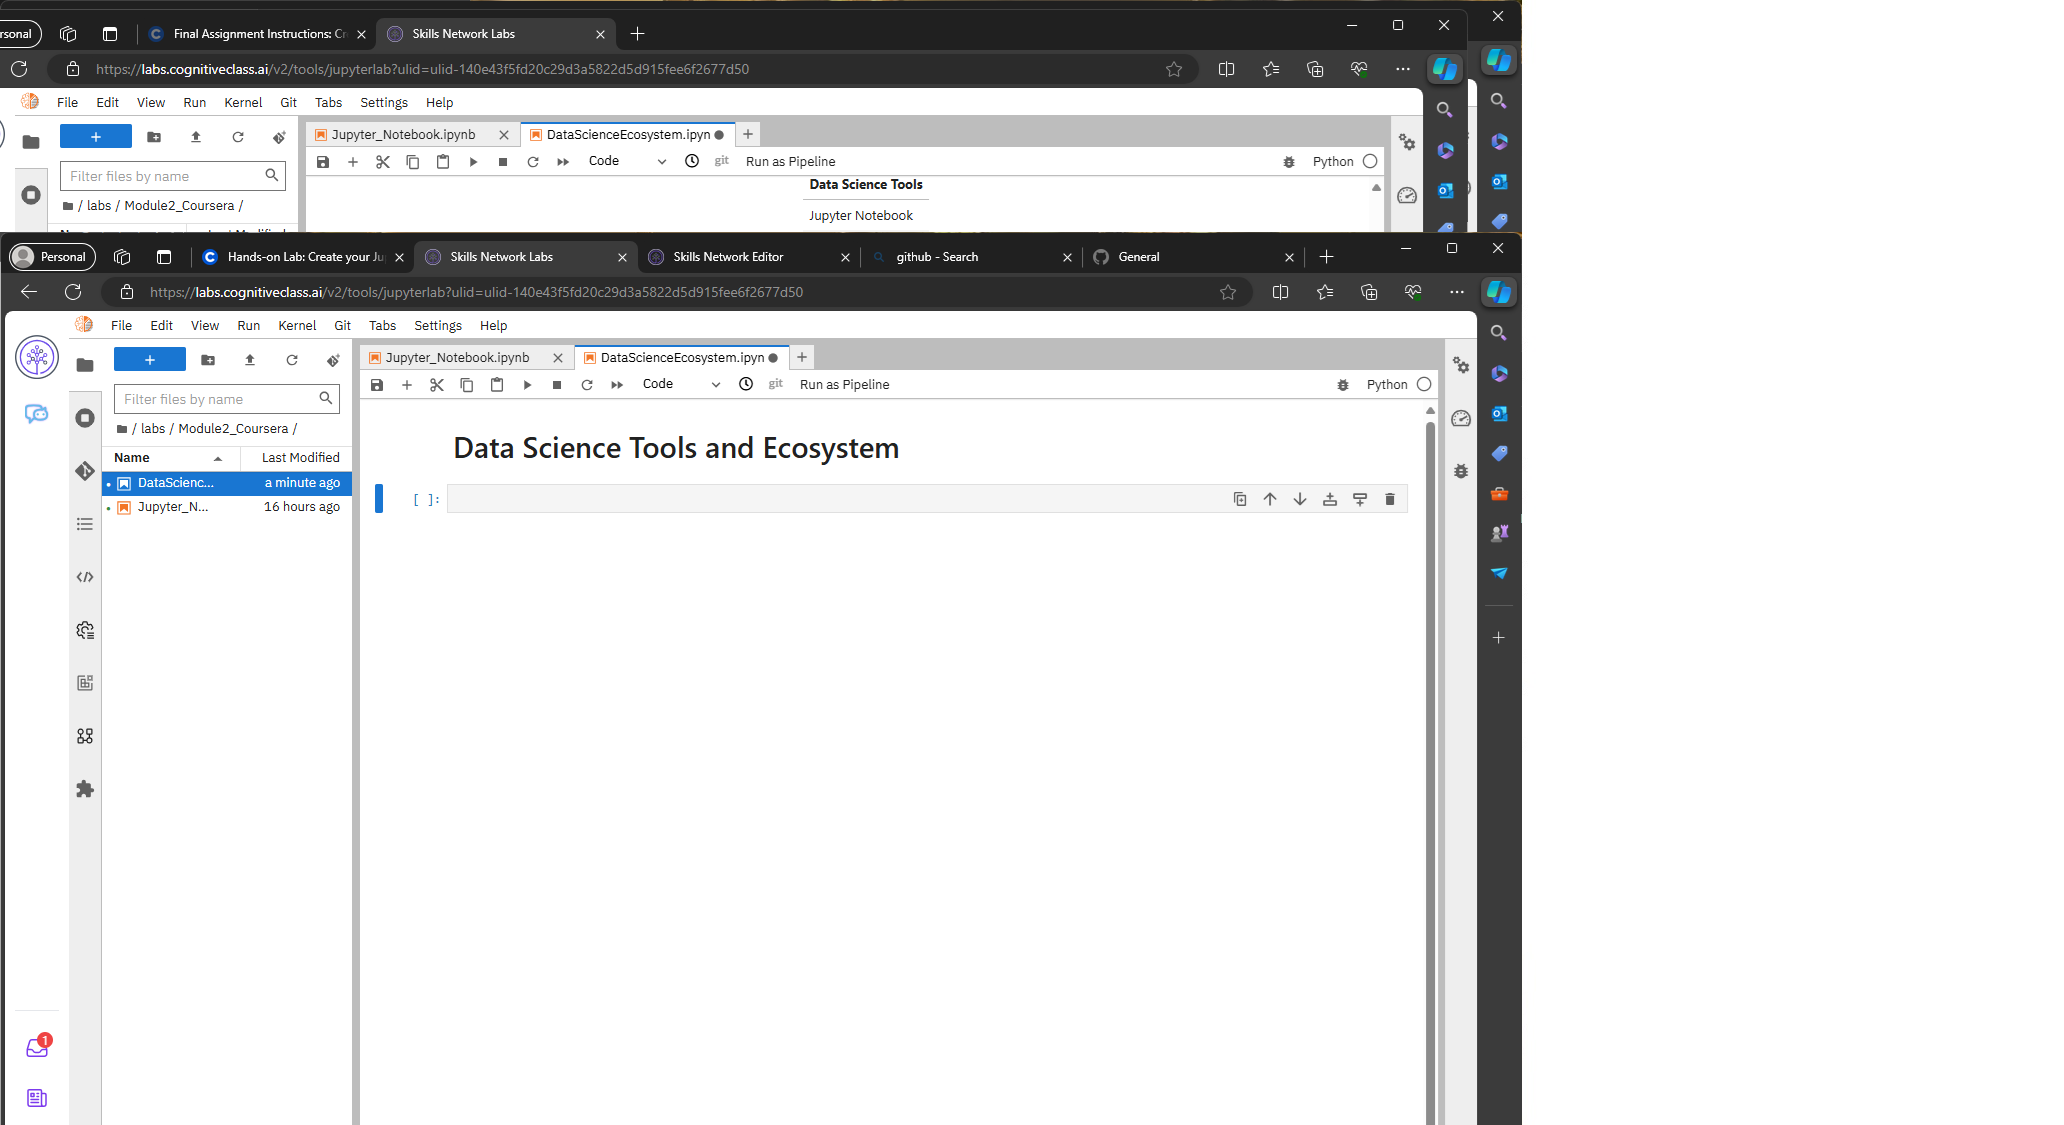 rsonal
Final Assignment Instructions: Cr
Skills Network Labs
https://labs.cognitiveclass.ai/v2/tools/jupyterlab?ulid=ulid-140e43f5fd20c29d3a5822d5d915fee6f2677d50
File Edit View Run Kernel Git Tabs Settings Help
Jupyter_Notebook.ipynb
DataScienceEcosystem.ipyn
Code
git
Run as Pipeline
Python
Filter files by name
/ labs / Module2_Coursera /
Data Science Tools
Jupyter Notebook
Personal
Hands-on Lab: Create your Ju
Skills Network Labs
Skills Network Editor
github - Search
General
https://labs.cognitiveclass.ai/v2/tools/jupyterlab?ulid=ulid-140e43f5fd20c29d3a5822d5d915fee6f2677d50
File Edit View Run Kernel Git Tabs Settings Help
Jupyter_Notebook.ipynb
DataScienceEcosystem.ipyn
Code
git
Run as Pipeline
Python
Filter files by name
/ labs / Module2_Coursera /
Name Last Modified
DataScienc... a minute ago
Jupyter_N... 16 hours ago
Data Science Tools and Ecosystem
[ ]:
1